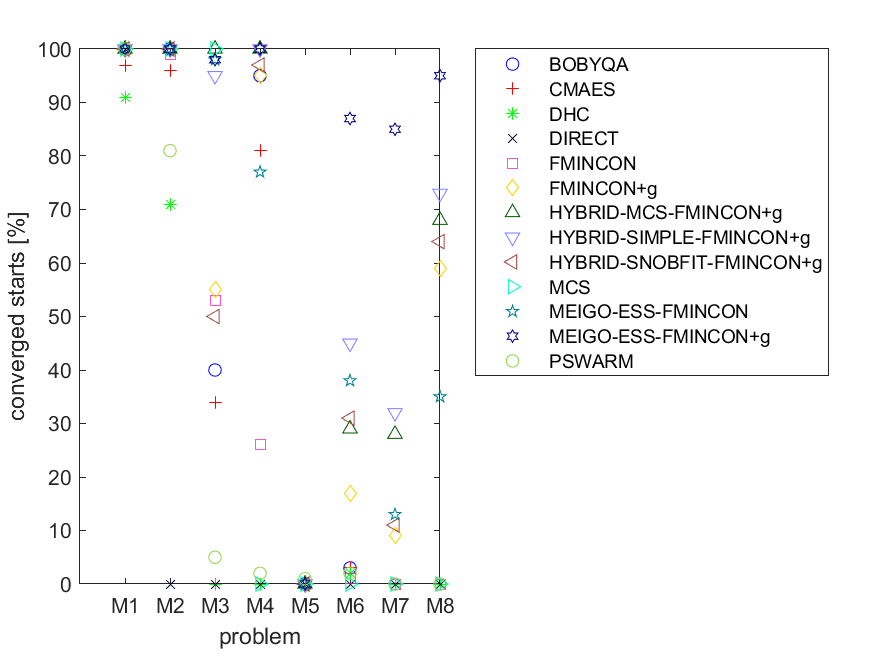 converged starts [%]
100
90
80
70
60
50
40
30
20
10
0
M1 M2 M3 M4 M5 M6 M7 M8
problem
BOBYQA
CMAES
DHC
DIRECT
FMINCON
FMINCON+g
HYBRID-MCS-FMINCON+g
HYBRID-SIMPLE-FMINCON+g
HYBRID-SNOBFIT-FMINCON+g
MCS
MEIGO-ESS-FMINCON
MEIGO-ESS-FMINCON+g
PSWARM